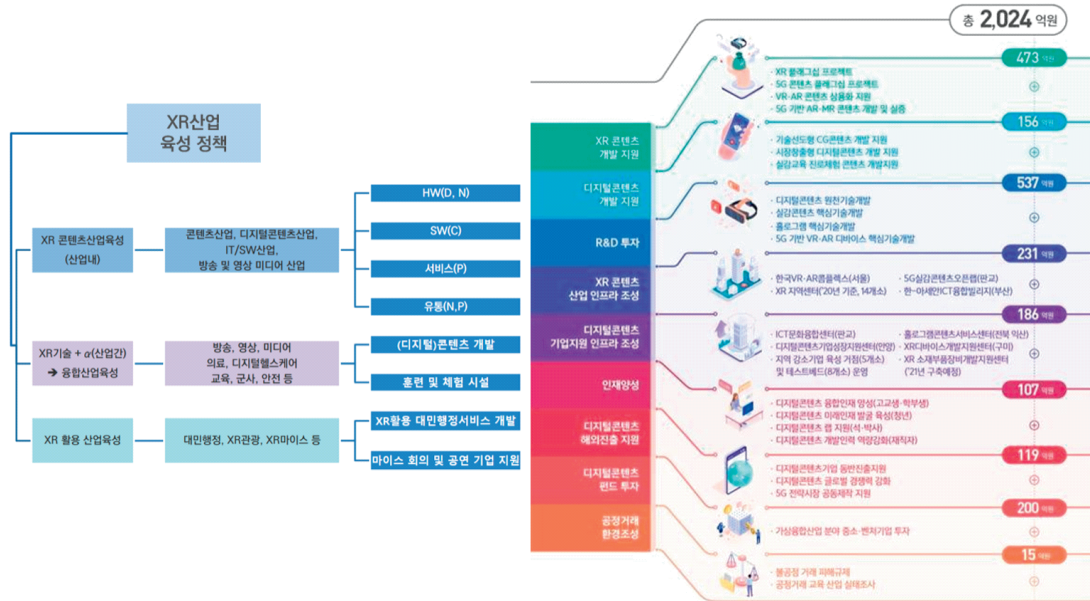 XR산업
육성 정책
XR 콘텐츠산업육성
(산업내)
콘텐츠산업, 디지털콘텐츠산업,
IT/SW산업,
방송 및 영상 미디어 산업
HW(D, N)
SW(C)
서비스(P)
유통(N,P)
XR기술 + α(산업간)
➔ 융합산업육성
방송, 영상, 미디어
의료, 디지털헬스케어
교육, 군사, 안전 등
(디지털)콘텐츠 개발
훈련 및 체험 시설
XR 활용 산업육성
대민행정, XR관광, XR마이스 등
XR활용 대민행정서비스 개발
마이스 회의 및 공연 기업 지원
총 2,024 억원
XR 콘텐츠
개발 지원
473 억원
· XR 플래그십 프로젝트
· 5G 콘텐츠 플래그십 프로젝트
· VR·AR 콘텐츠 상용화 지원
· 5G 기반 AR·MR 콘텐츠 개발 및 실증
디지털콘텐츠
개발 지원
156 억원
· 기술선도형 CG콘텐츠 개발 지원
· 시장창출형 디지털콘텐츠 개발 지원
· 실감교육·진로체험 콘텐츠 개발지원
R&D 투자
537 억원
· 디지털콘텐츠 원천기술개발
· 실감콘텐츠 핵심기술개발
· 홀로그램 핵심기술개발
· 5G 기반 VR·AR 디바이스 핵심기술개발
XR 콘텐츠
산업 인프라 조성
231 억원
· 한국VR·AR콤플렉스(서울)
· XR 지역센터('20년 기준, 14개소)
· 5G실감콘텐츠오픈랩(판교)
· 한-아세안ICT융합빌리지(부산)
디지털콘텐츠
기업지원 인프라 조성
186 억원
· ICT문화융합센터(판교)
· 디지털콘텐츠기업성장지원센터(안양)
· 지역 강소기업 육성 거점(5개소)
및 테스트베드(8개소) 운영
· 홀로그램콘텐츠서비스센터(전북 익산)
· XR디바이스개발지원센터(구미)
· XR 소재부품장비개발지원센터
('21년 구축예정)
인재양성
107 억원
· 디지털콘텐츠 융합인재 양성(고교생·학부생)
· 디지털콘텐츠 미래인재 발굴 육성(청년)
· 디지털콘텐츠 랩 지원(석·박사)
· 디지털콘텐츠 개발인력 역량강화(재직자)
디지털콘텐츠
해외진출 지원
119 억원
· 디지털콘텐츠기업 동반진출지원
· 디지털콘텐츠 글로벌 경쟁력 강화
· 5G 전략시장 공동제작 지원
디지털콘텐츠
펀드 투자
200 억원
· 가상융합산업 분야 중소·벤처기업 투자
공정거래
환경조성
15 억원
· 불공정 거래 피해규제
· 공정거래 교육 산업 실태조사